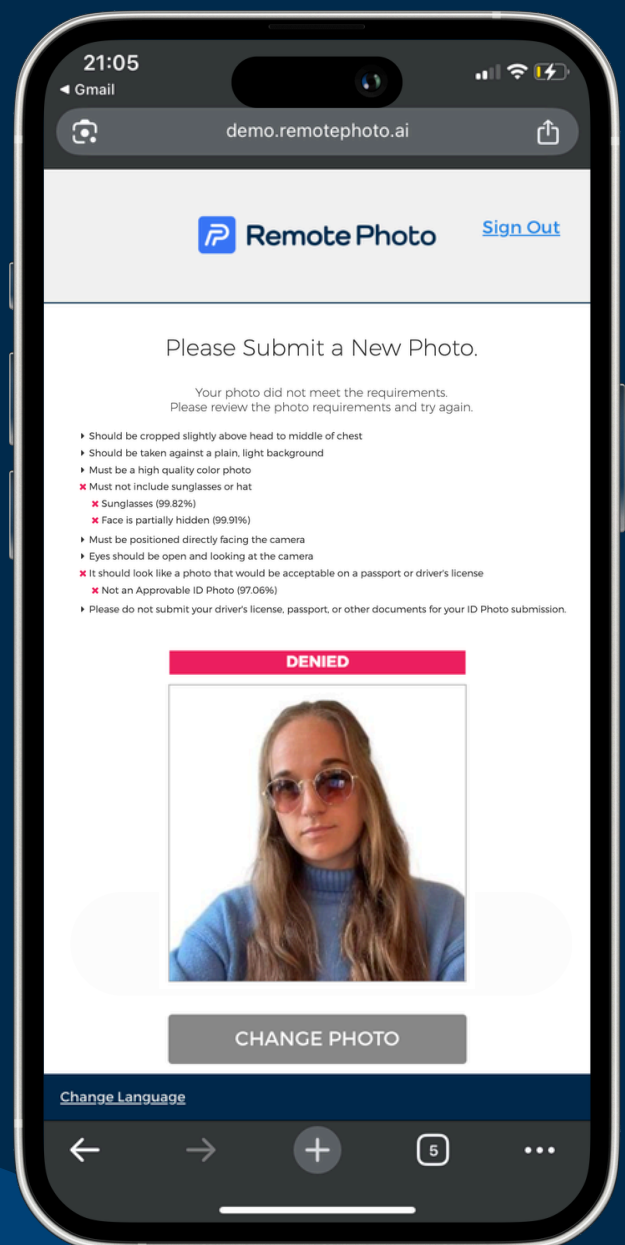 21:05
◀ Gmail
demo.remotephoto.ai
Remote Photo
Sign Out
Please Submit a New Photo.
Your photo did not meet the requirements.
Please review the photo requirements and try again.
Should be cropped slightly above head to middle of chest
Should be taken against a plain, light background
Must be a high quality color photo
Must not include sunglasses or hat
Sunglasses (99.82%)
Face is partially hidden (99.91%)
Must be positioned directly facing the camera
Eyes should be open and looking at the camera
It should look like a photo that would be acceptable on a passport or driver's license
Not an Approvable ID Photo (97.06%)
Please do not submit your driver's license, passport, or other documents for your ID Photo submission.
DENIED
CHANGE PHOTO
Change Language
5